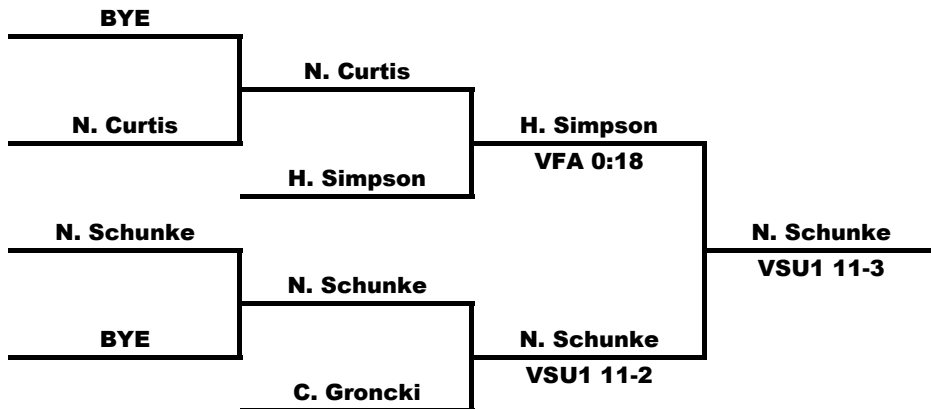 BYE
N. Curtis
N. Curtis
H. Simpson
H. Simpson
VFA 0:18
N. Schunke
N. Schunke
BYE
C. Groncki
N. Schunke
VSU1 11-2
N. Schunke
VSU1 11-3